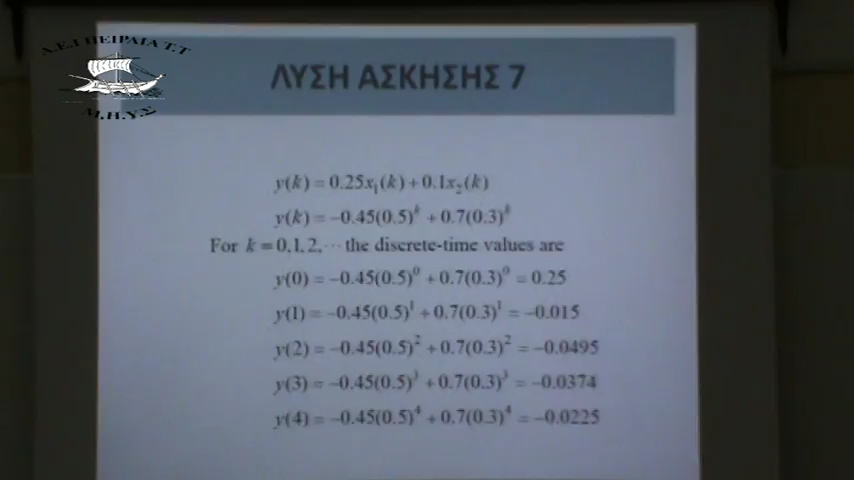 Α.Ε.Ι ΠΕΙΡΑΙΑ Τ.Τ
Μ.Η.Υ.Σ
ΛΥΣΗ ΑΣΚΗΣΗΣ 7
y(k) = 0.25x₁(k) + 0.1x₂(k)
y(k) = −0.45(0.5)ᵏ + 0.7(0.3)ᵏ
For k = 0,1,2,⋯ the discrete-time values are
y(0) = −0.45(0.5)⁰ + 0.7(0.3)⁰ = 0.25
y(1) = −0.45(0.5)¹ + 0.7(0.3)¹ = −0.015
y(2) = −0.45(0.5)² + 0.7(0.3)² = −0.0495
y(3) = −0.45(0.5)³ + 0.7(0.3)³ = −0.0374
y(4) = −0.45(0.5)⁴ + 0.7(0.3)⁴ = −0.0225